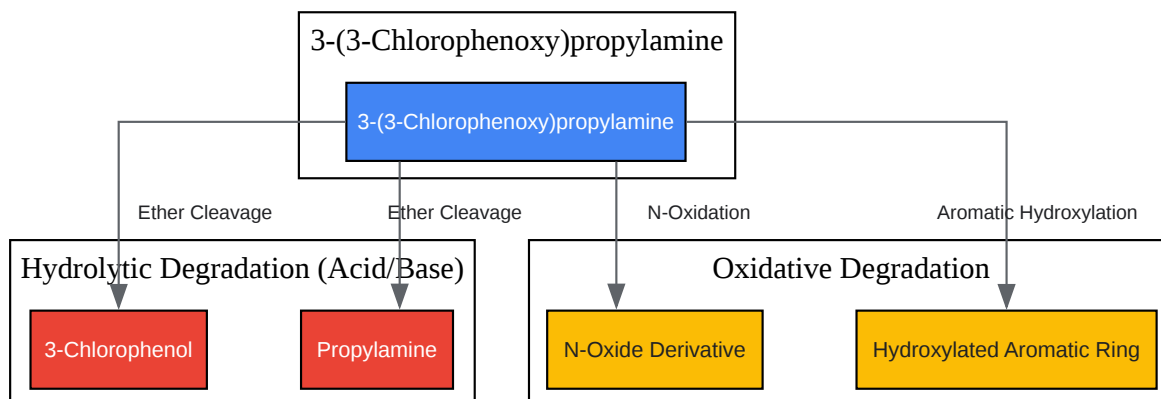 3-(3-Chlorophenoxy)propylamine
3-(3-Chlorophenoxy)propylamine
Ether Cleavage
Ether Cleavage
N-Oxidation
Aromatic Hydroxylation
Hydrolytic Degradation (Acid/Base)
Oxidative Degradation
3-Chlorophenol
Propylamine
N-Oxide Derivative
Hydroxylated Aromatic Ring